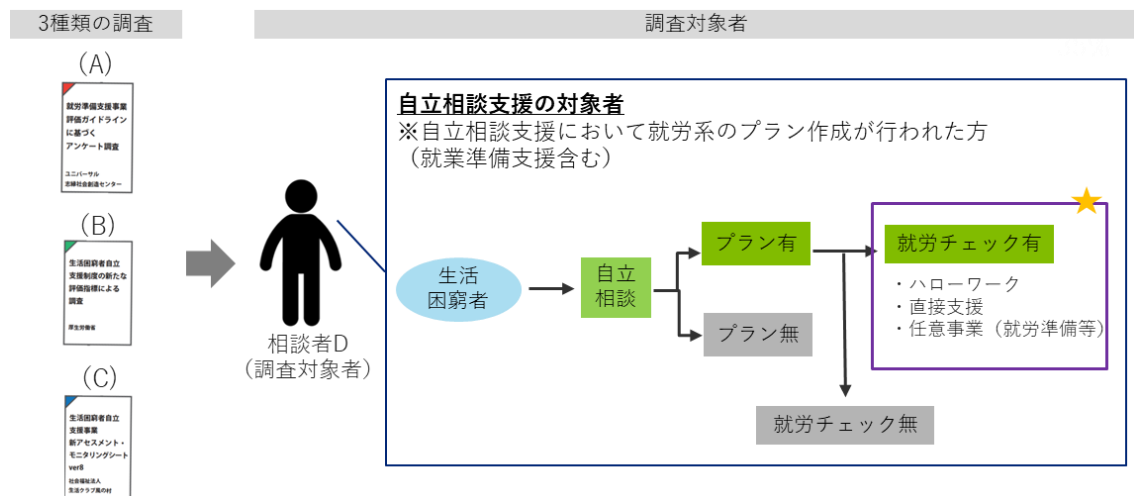 3種類の調査
調査対象者
(A)
就労準備支援事業
評価ガイドライン
に基づく
アンケート調査
ユニバーサル
志縁社会創造センター
(B)
生活困窮者自立
支援制度の新たな
評価指標による
調査
厚生労働省
(C)
生活困窮者自立
支援事業
新アセスメント・
モニタリングシート
ver8
社会福祉法人
生活クラブ風の村
相談者D
(調査対象者)
自立相談支援の対象者
※自立相談支援において就労系のプラン作成が行われた方
(就業準備支援含む)
生活
困窮者
自立
相談
プラン有
プラン無
就労チェック有
・ハローワーク
・直接支援
・任意事業(就労準備等)
就労チェック無